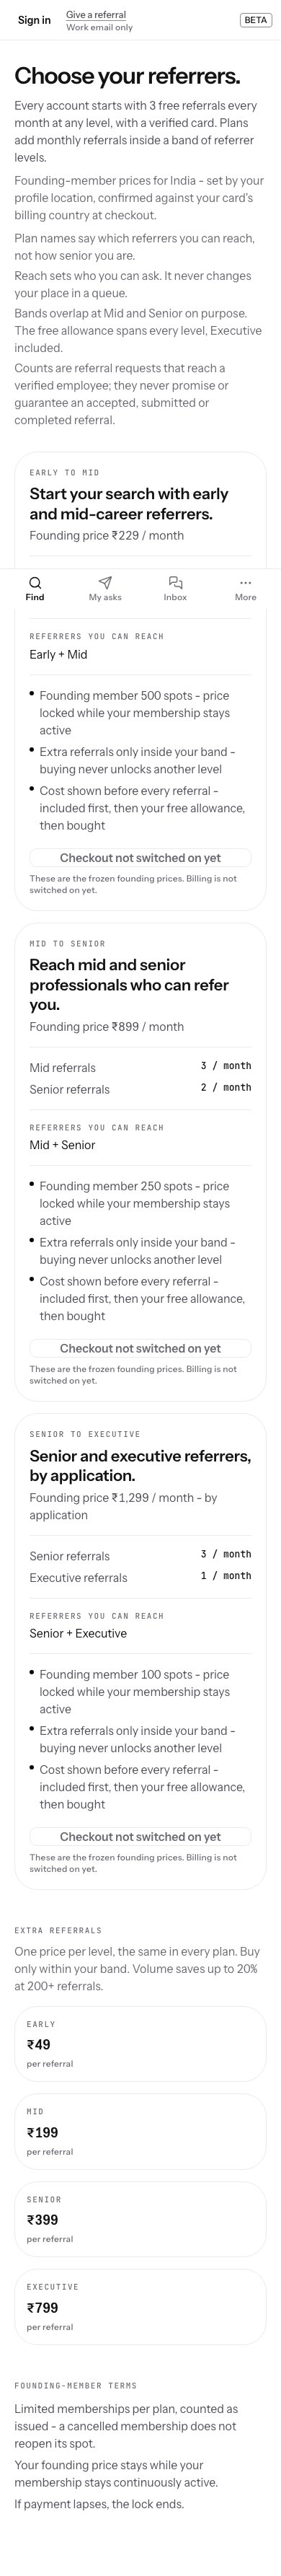 Sign in
Give a referral
Work email only
BETA
Choose your referrers.
Every account starts with 3 free referrals every
month at any level, with a verified card. Plans
add monthly referrals inside a band of referrer
levels.
Founding-member prices for India - set by your
profile location, confirmed against your card's
billing country at checkout.
Plan names say which referrers you can reach,
not how senior you are.
Reach sets who you can ask. It never changes
your place in a queue.
Bands overlap at Mid and Senior on purpose.
The free allowance spans every level, Executive
included.
Counts are referral requests that reach a
verified employee; they never promise or
guarantee an accepted, submitted or
completed referral.
EARLY TO MID
Start your search with early
and mid-career referrers.
Founding price ₹229 / month
Find
My asks
Inbox
More
REFERRERS YOU CAN REACH
Early + Mid
Founding member 500 spots - price
locked while your membership stays
active
Extra referrals only inside your band -
buying never unlocks another level
Cost shown before every referral -
included first, then your free allowance,
then bought
Checkout not switched on yet
These are the frozen founding prices. Billing is not
switched on yet.
MID TO SENIOR
Reach mid and senior
professionals who can refer
you.
Founding price ₹899 / month
Mid referrals 3 / month
Senior referrals 2 / month
REFERRERS YOU CAN REACH
Mid + Senior
Founding member 250 spots - price
locked while your membership stays
active
Extra referrals only inside your band -
buying never unlocks another level
Cost shown before every referral -
included first, then your free allowance,
then bought
Checkout not switched on yet
These are the frozen founding prices. Billing is not
switched on yet.
SENIOR TO EXECUTIVE
Senior and executive referrers,
by application.
Founding price ₹1,299 / month - by
application
Senior referrals 3 / month
Executive referrals 1 / month
REFERRERS YOU CAN REACH
Senior + Executive
Founding member 100 spots - price
locked while your membership stays
active
Extra referrals only inside your band -
buying never unlocks another level
Cost shown before every referral -
included first, then your free allowance,
then bought
Checkout not switched on yet
These are the frozen founding prices. Billing is not
switched on yet.
EXTRA REFERRALS
One price per level, the same in every plan. Buy
only within your band. Volume saves up to 20%
at 200+ referrals.
EARLY
₹49
per referral
MID
₹199
per referral
SENIOR
₹399
per referral
EXECUTIVE
₹799
per referral
FOUNDING-MEMBER TERMS
Limited memberships per plan, counted as
issued - a cancelled membership does not
reopen its spot.
Your founding price stays while your
membership stays continuously active.
If payment lapses, the lock ends.